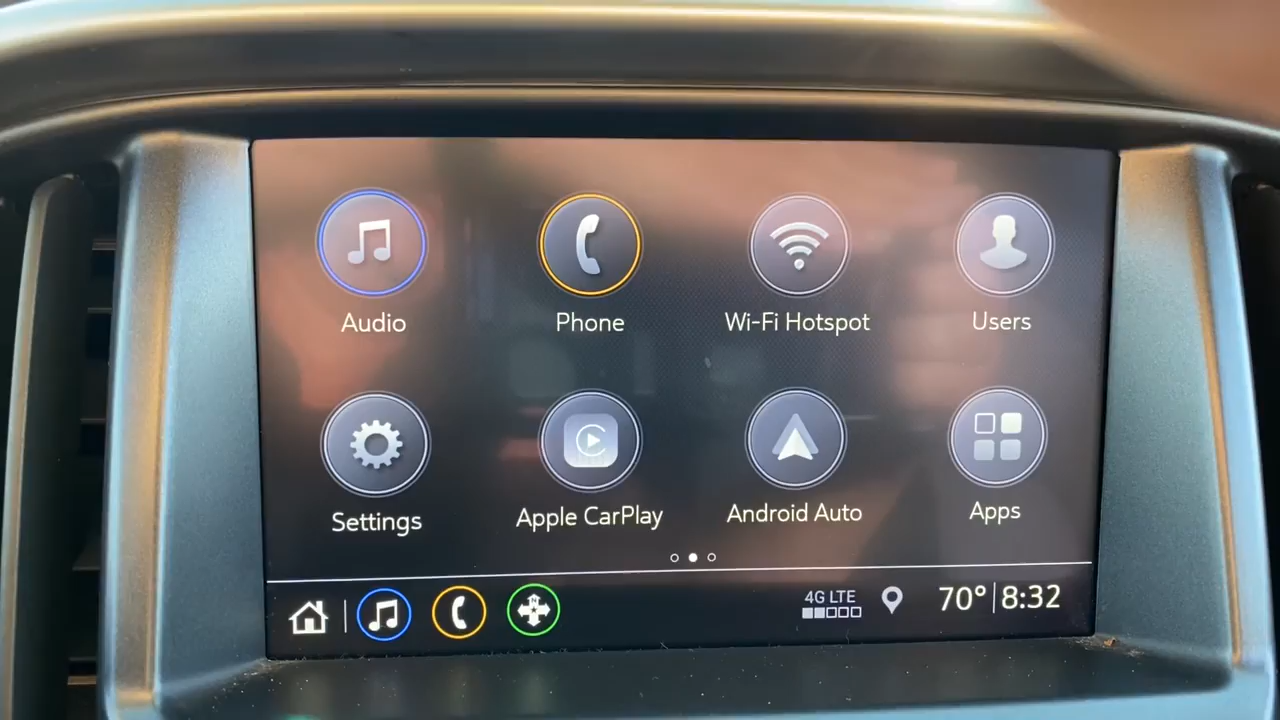 Audio
Phone
Wi-Fi Hotspot
Users
Settings
Apple CarPlay
Android Auto
Apps
N
4G LTE
70°
8:32